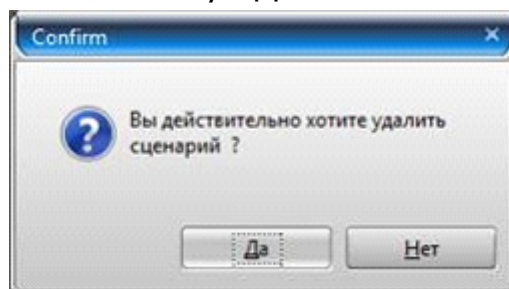 Confirm
Вы действительно хотите удалить
сценарий ?
Да
Нет